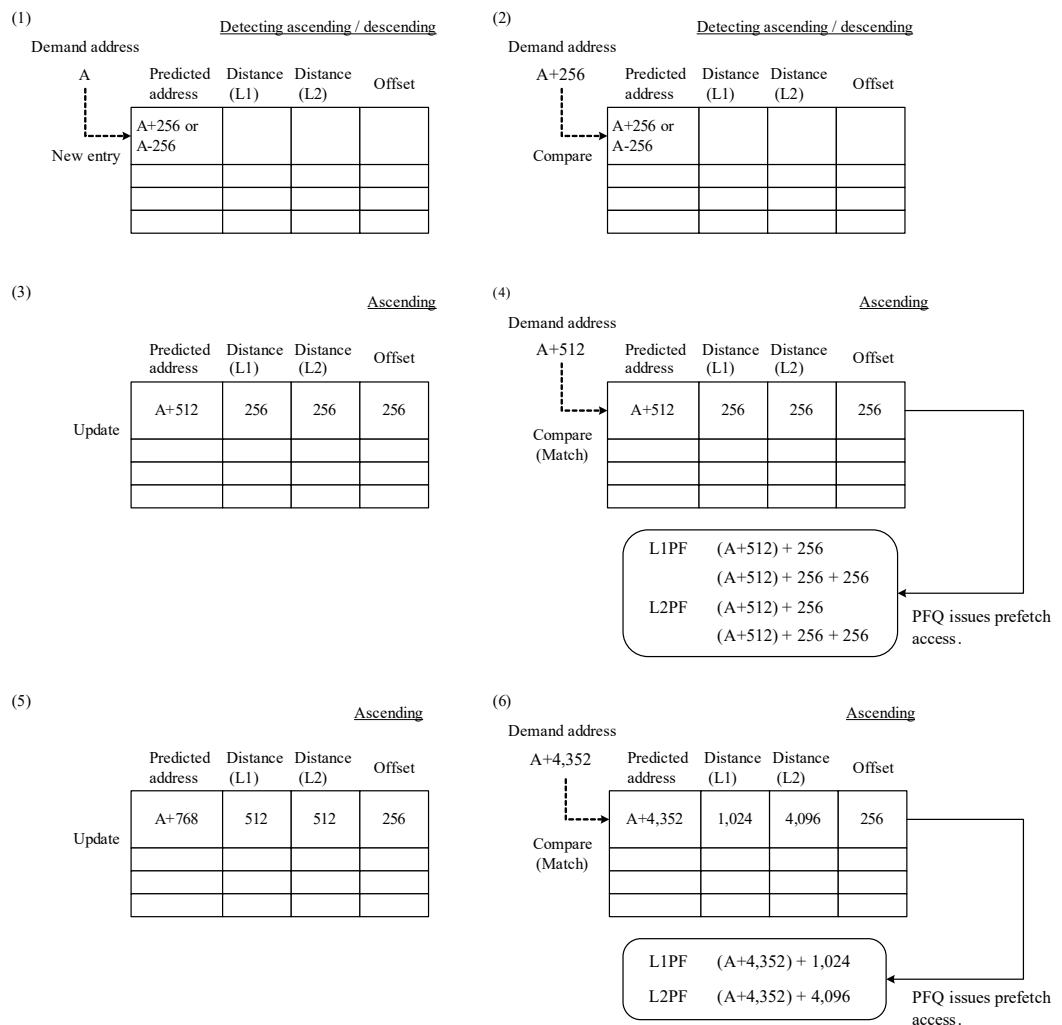 (1)
Detecting ascending / descending
Demand address
A
Predicted address
Distance (L1)
Distance (L2)
Offset
A+256 or
A-256
New entry
(2)
Detecting ascending / descending
Demand address
A+256
Predicted address
Distance (L1)
Distance (L2)
Offset
A+256 or
A-256
Compare
(3)
Ascending
Predicted address
Distance (L1)
Distance (L2)
Offset
Update
A+512 256 256 256
(4)
Ascending
Demand address
A+512
Predicted address
Distance (L1)
Distance (L2)
Offset
A+512 256 256 256
Compare
(Match)
L1PF (A+512) + 256
(A+512) + 256 + 256
L2PF (A+512) + 256
(A+512) + 256 + 256
PFQ issues prefetch
access.
(5)
Ascending
Predicted address
Distance (L1)
Distance (L2)
Offset
Update
A+768 512 512 256
(6)
Ascending
Demand address
A+4,352
Predicted address
Distance (L1)
Distance (L2)
Offset
A+4,352 1,024 4,096 256
Compare
(Match)
L1PF (A+4,352) + 1,024
L2PF (A+4,352) + 4,096
PFQ issues prefetch
access.